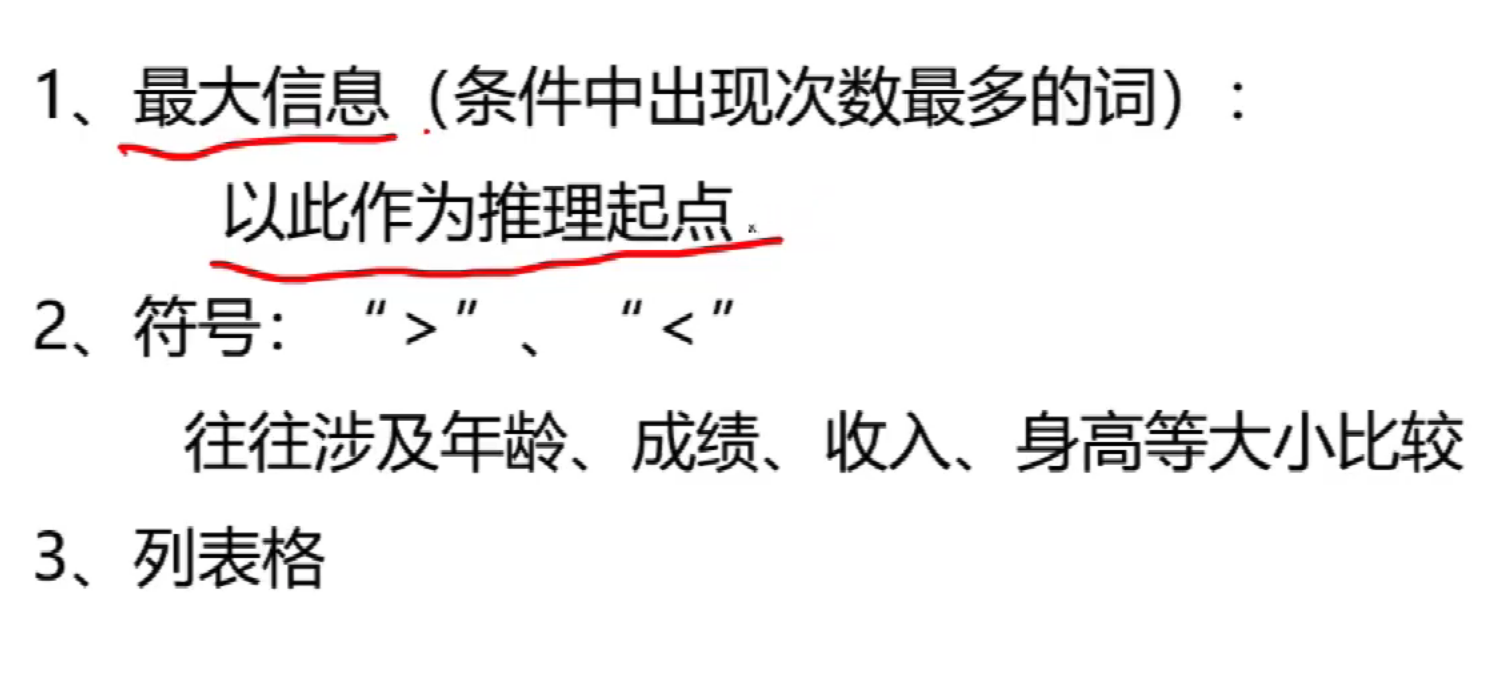 1、最大信息（条件中出现次数最多的词）:
以此作为推理起点.
2、符号： “ > ” 、 “ < ”
往往涉及年龄、成绩、收入、身高等大小比较
3、列表格